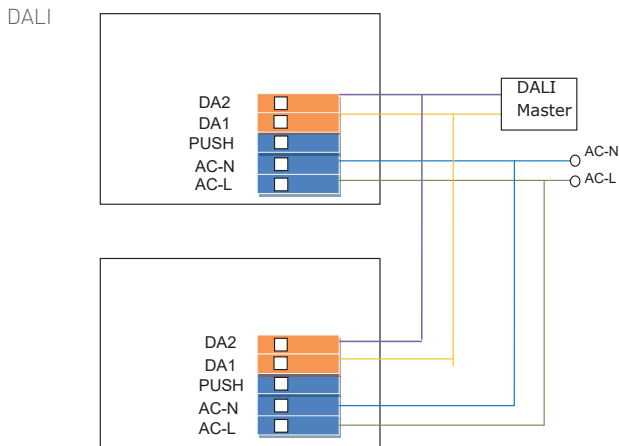 DALI
DA2
DA1
PUSH
AC-N
AC-L
DALI
Master
AC-N
AC-L
DA2
DA1
PUSH
AC-N
AC-L